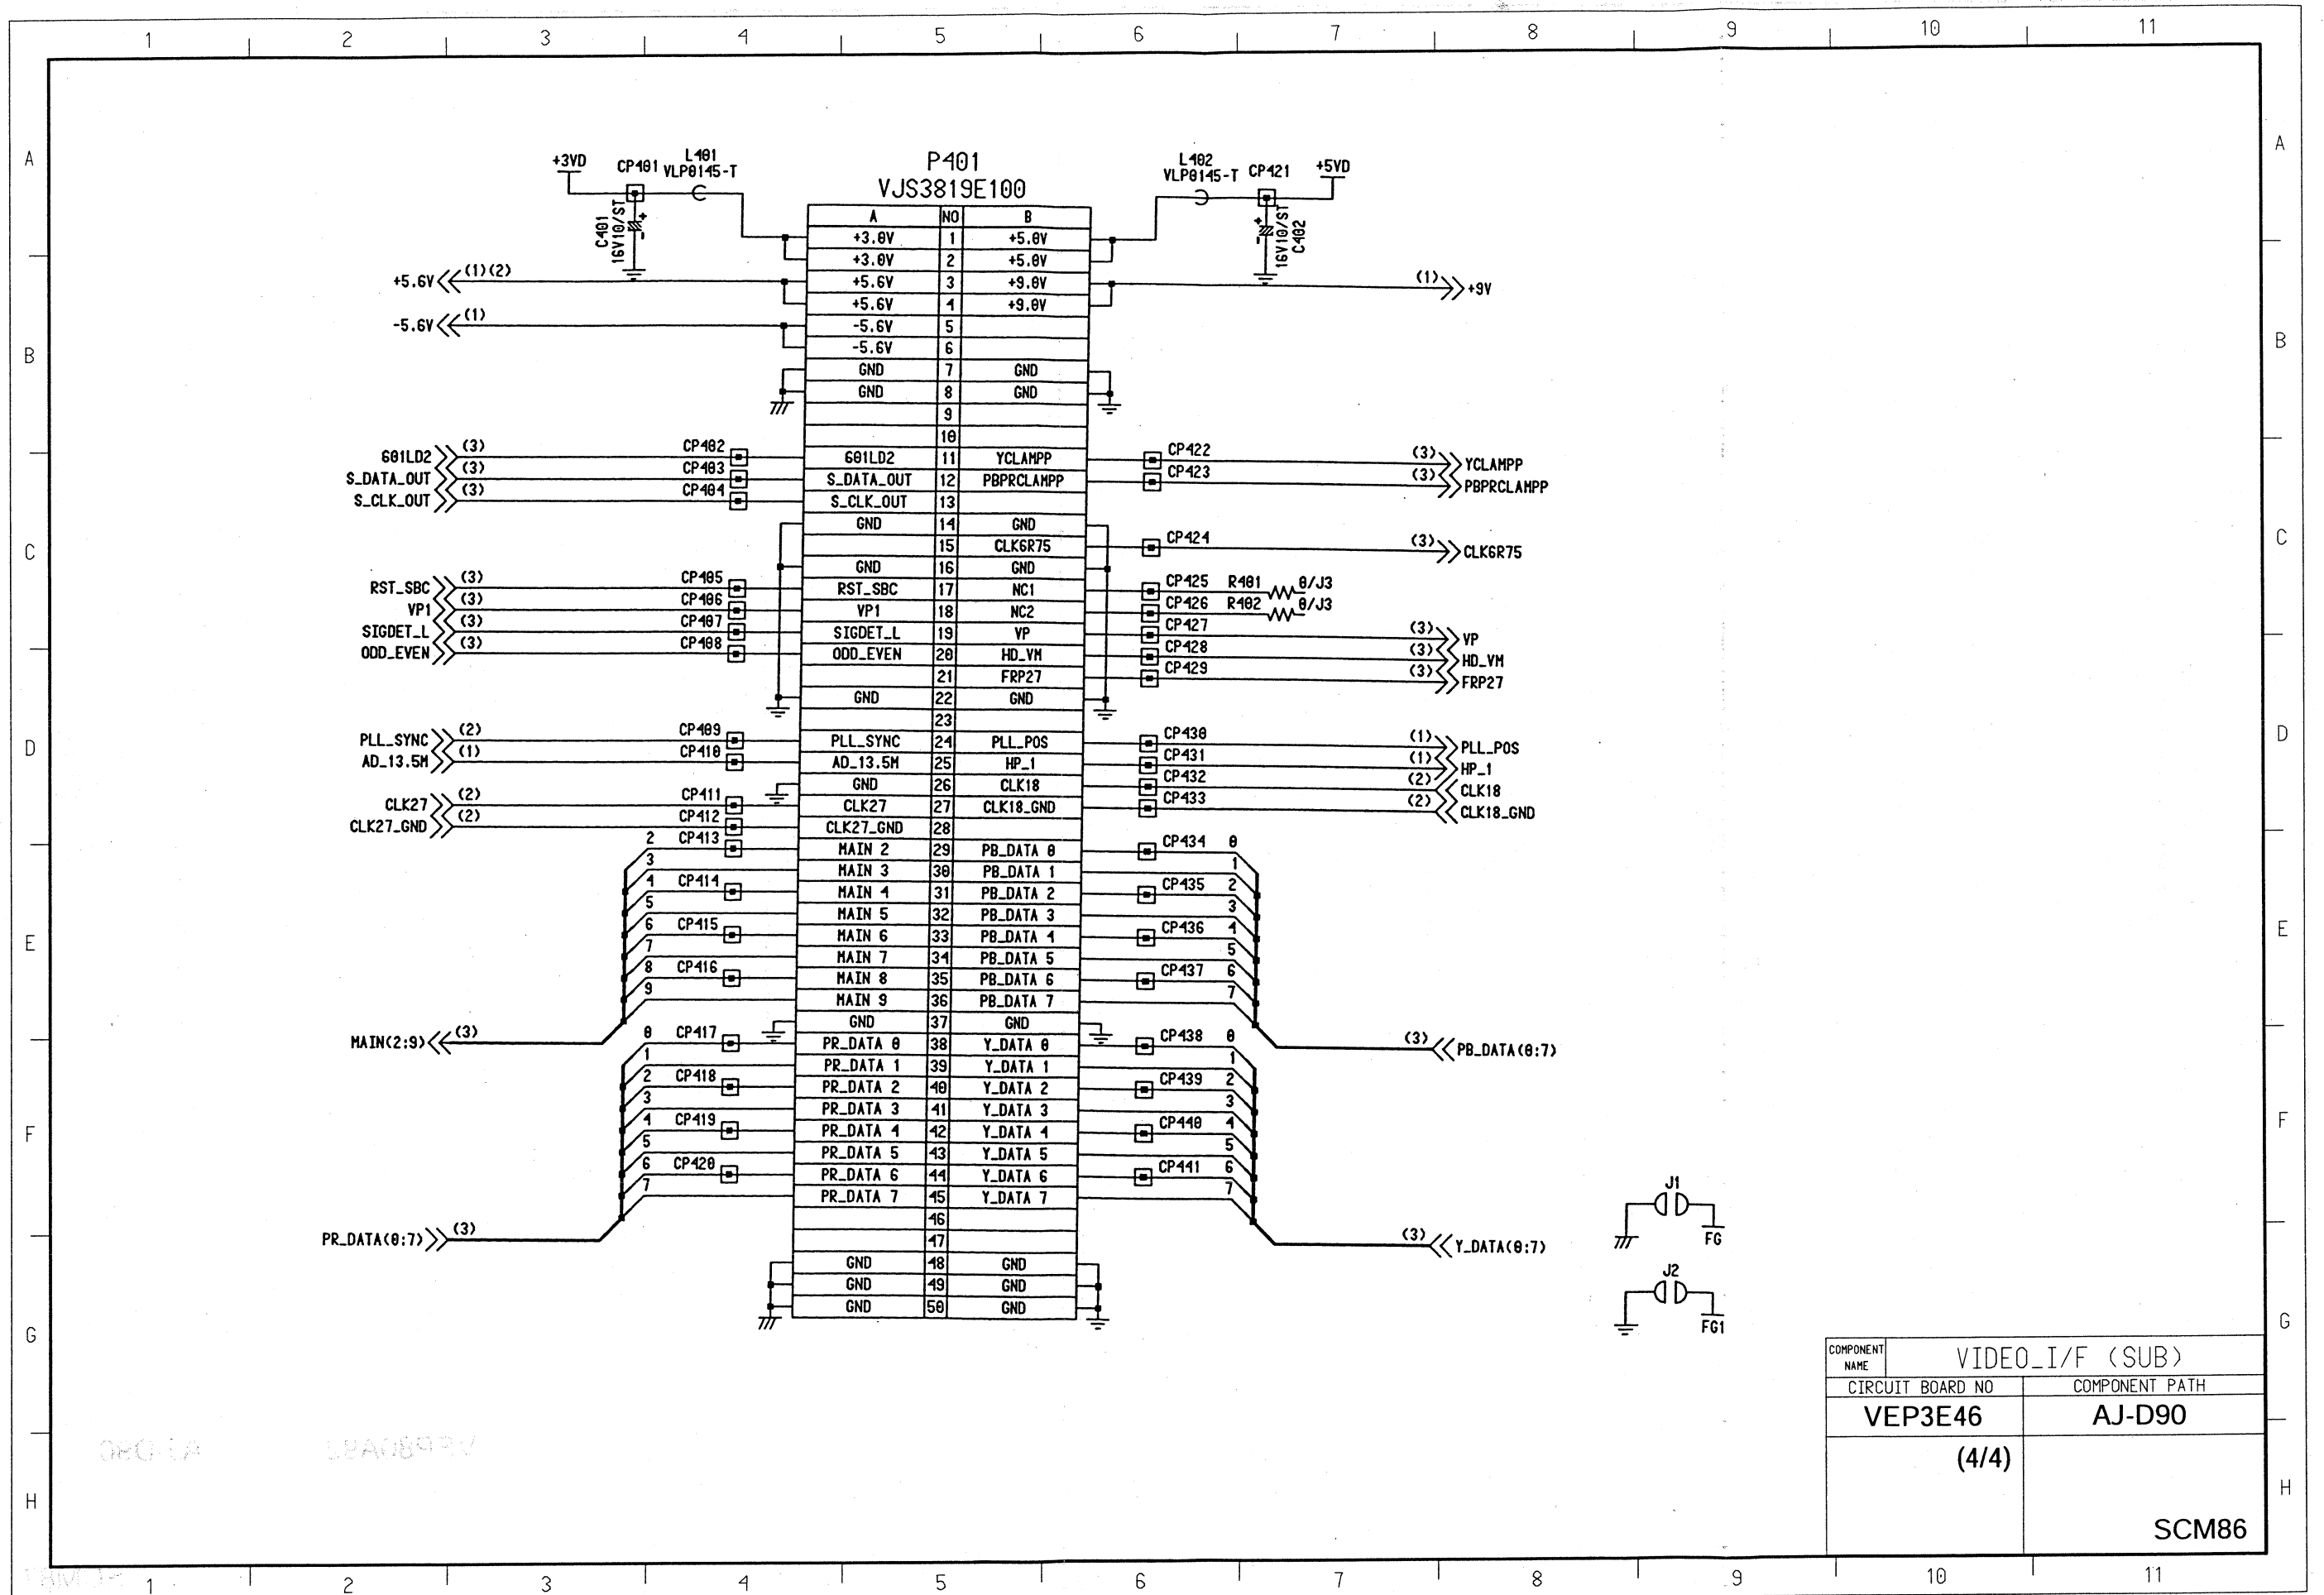 1 2 3 4 5 6 7 8 9 10 11
A A
P401
VJS3819E100
+3VD CP401 L401
VLP0145-T
L402
VLP0145-T CP421 +5VD
C401
16V10/ST
16V10/ST
C402
A NO B
+3.0V 1 +5.0V
+3.0V 2 +5.0V
+5.6V (1)(2) +5.6V 3 +9.0V (1) +9V
+5.6V 4 +9.0V
-5.6V (1) -5.6V 5
-5.6V 6
B B
GND 7 GND
GND 8 GND
9
10
601LD2 (3) CP402 601LD2 11 YCLAMPP CP422 (3) YCLAMPP
S_DATA_OUT (3) CP403 S_DATA_OUT 12 PBPRCLAMPP CP423 (3) PBPRCLAMPP
S_CLK_OUT (3) CP404 S_CLK_OUT 13
GND 14 GND
C C
15 CLK6R75 CP424 (3) CLK6R75
GND 16 GND
RST_SBC (3) CP405 RST_SBC 17 NC1 CP425 R401 0/J3
VP1 (3) CP406 VP1 18 NC2 CP426 R402 0/J3
SIGDET_L (3) CP407 SIGDET_L 19 VP CP427 (3) VP
ODD_EVEN (3) CP408 ODD_EVEN 20 HD_VM CP428 (3) HD_VM
21 FRP27 CP429 (3) FRP27
GND 22 GND
23
D D
PLL_SYNC (2) CP409 PLL_SYNC 24 PLL_POS CP430 (1) PLL_POS
AD_13.5M (1) CP410 AD_13.5M 25 HP_1 CP431 (1) HP_1
GND 26 CLK18 CP432 (2) CLK18
CLK27 (2) CP411 CLK27 27 CLK18_GND CP433 (2) CLK18_GND
CLK27_GND (2) CP412 CLK27_GND 28
2 CP413 MAIN 2 29 PB_DATA 0 CP434 0
3 MAIN 3 30 PB_DATA 1 1
4 CP414 MAIN 4 31 PB_DATA 2 CP435 2
5 MAIN 5 32 PB_DATA 3 3
E E
6 CP415 MAIN 6 33 PB_DATA 4 CP436 4
7 MAIN 7 34 PB_DATA 5 5
8 CP416 MAIN 8 35 PB_DATA 6 CP437 6
9 MAIN 9 36 PB_DATA 7 7
MAIN(2:9) (3) GND 37 GND (3) PB_DATA(0:7)
0 CP417 PR_DATA 0 38 Y_DATA 0 CP438 0
1 PR_DATA 1 39 Y_DATA 1 1
2 CP418 PR_DATA 2 40 Y_DATA 2 CP439 2
3 PR_DATA 3 41 Y_DATA 3 3
F F
4 CP419 PR_DATA 4 42 Y_DATA 4 CP440 4
5 PR_DATA 5 43 Y_DATA 5 5
6 CP420 PR_DATA 6 44 Y_DATA 6 CP441 6
7 PR_DATA 7 45 Y_DATA 7 7
46
PR_DATA(0:7) (3) 47 (3) Y_DATA(0:7)
GND 48 GND
GND 49 GND
GND 50 GND
J1
FG
J2
FG1
G G
COMPONENT
NAME VIDEO_I/F (SUB)
CIRCUIT BOARD NO COMPONENT PATH
VEP3E46 AJ-D90
(4/4)
H H
SCM86
1 2 3 4 5 6 7 8 9 10 11